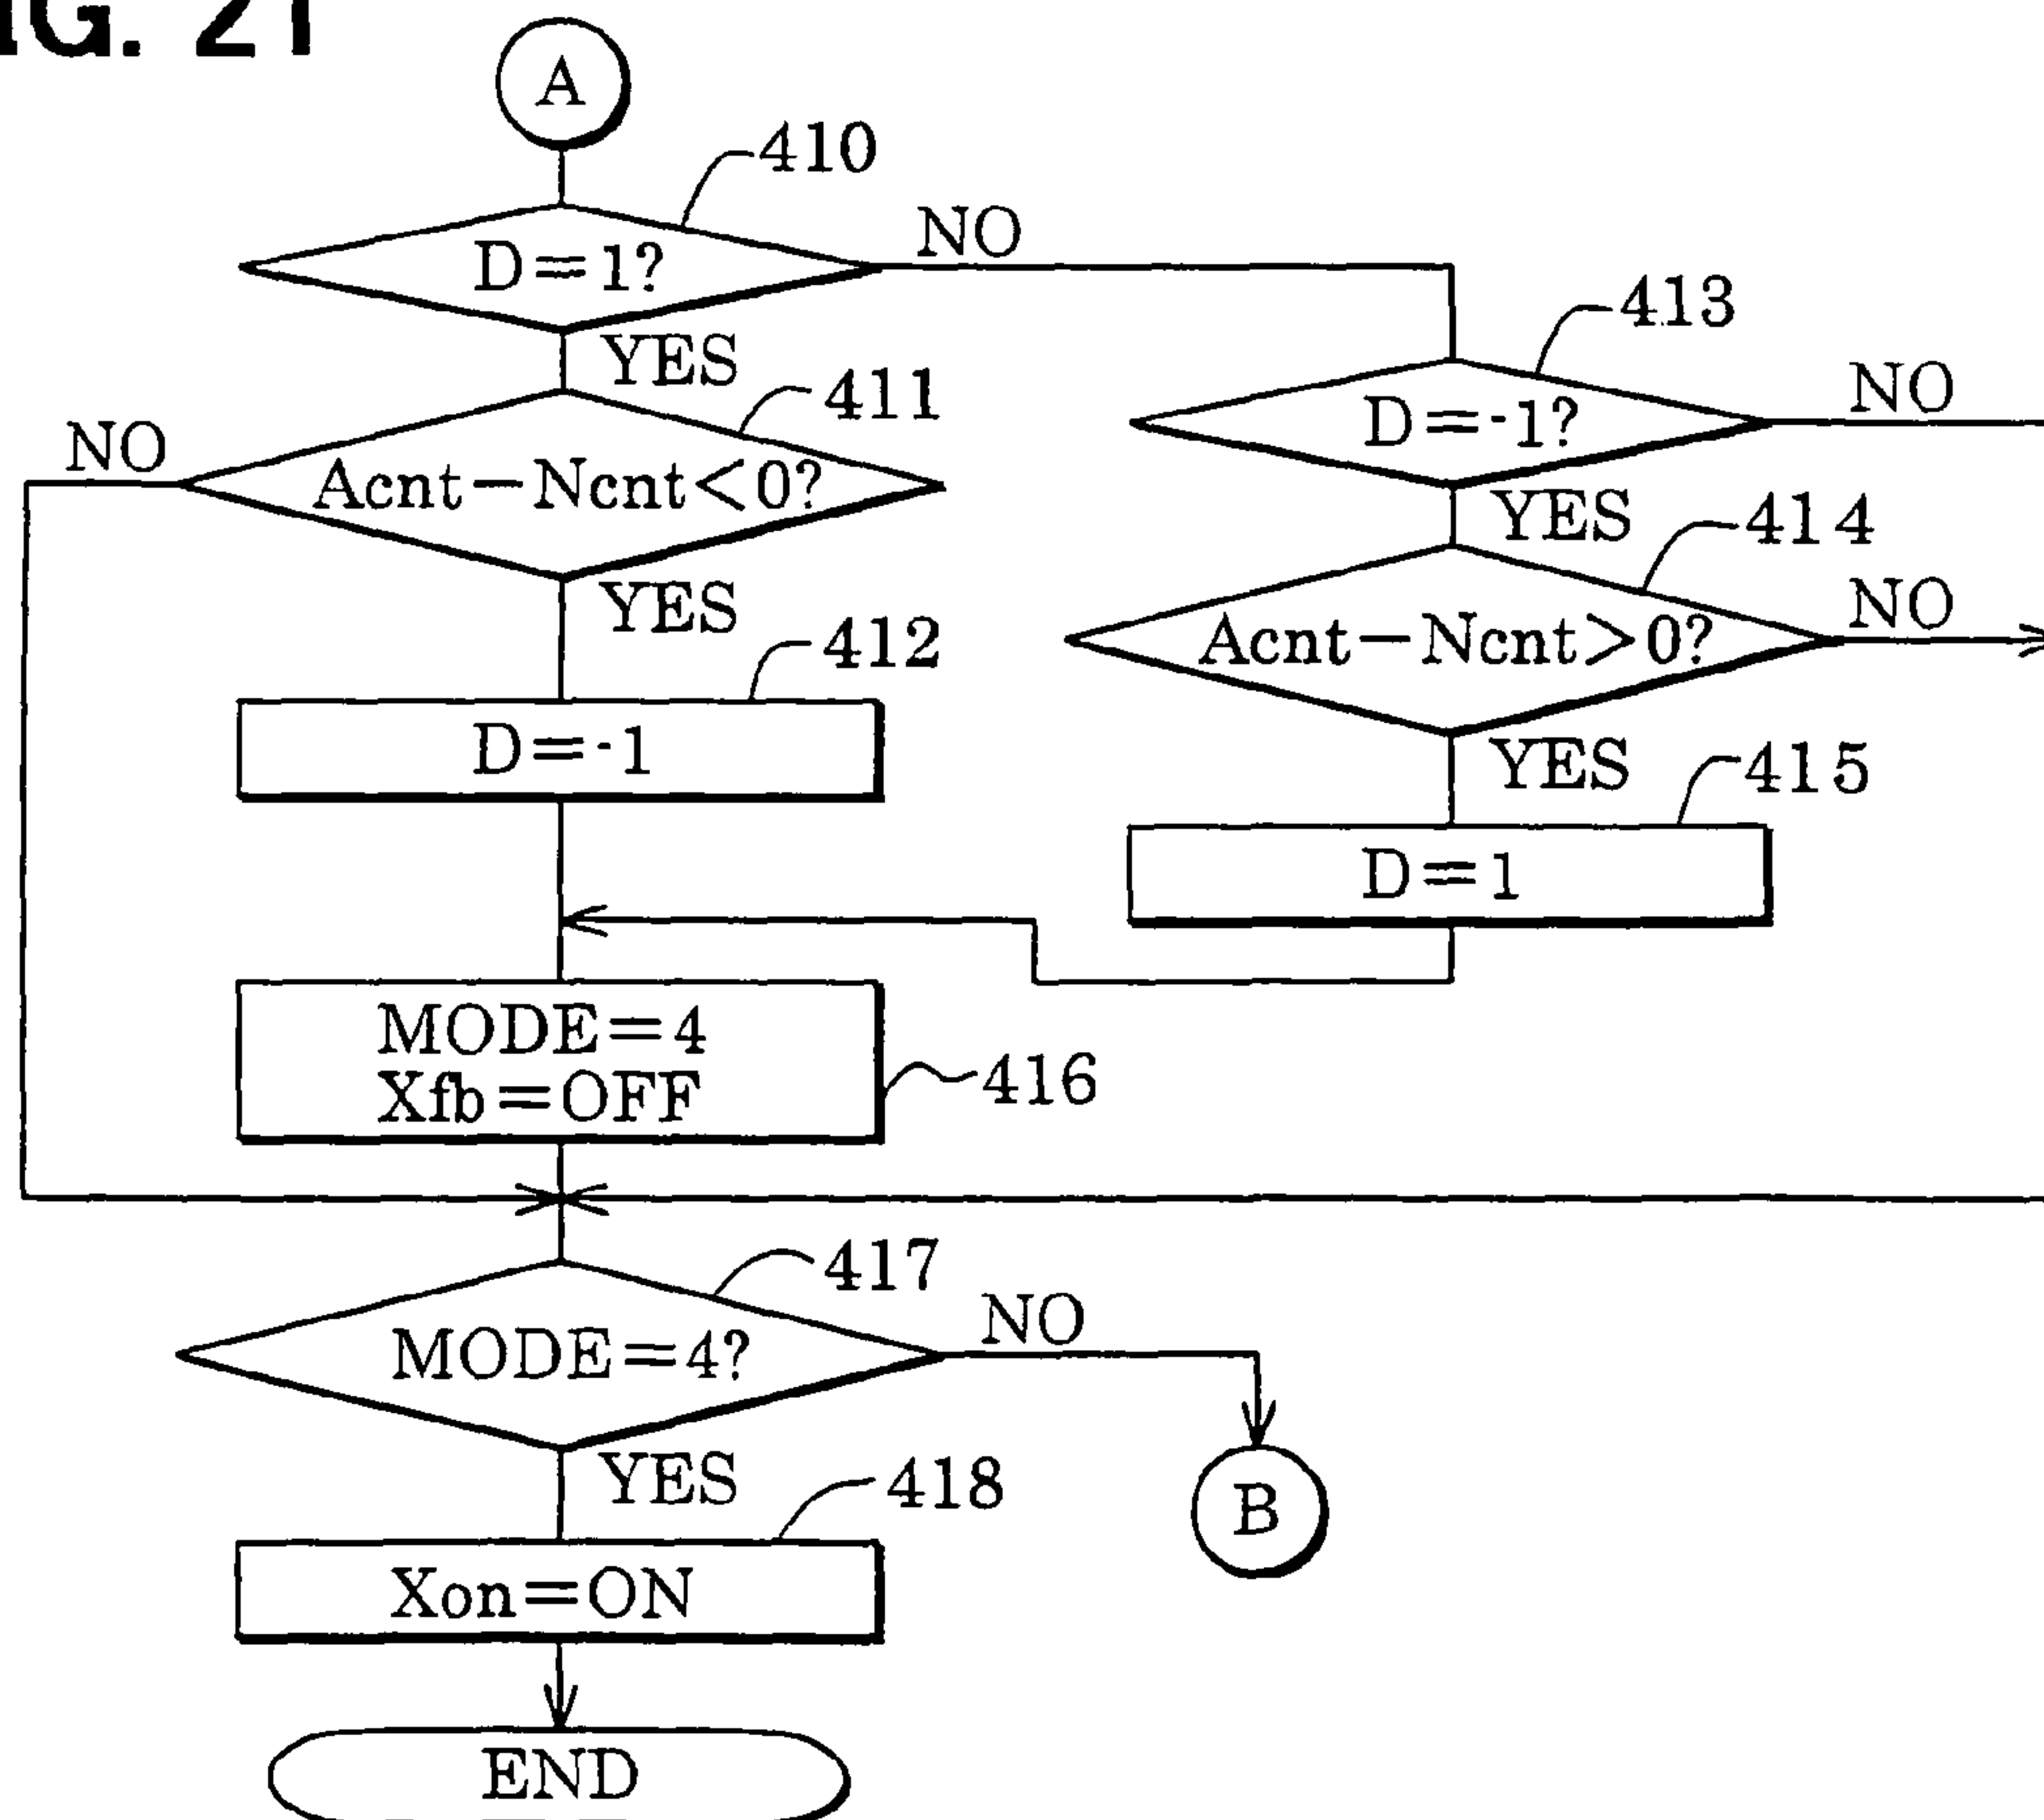 G. 21
A
410
D=1?
NO
YES
413
D=-1?
NO
411
NO
Acnt-Ncnt<0?
YES
414
Acnt-Ncnt>0?
NO
YES
412
D=-1
YES
415
D=1
MODE=4
Xfb=OFF
416
417
MODE=4?
NO
B
YES
418
Xon=ON
END